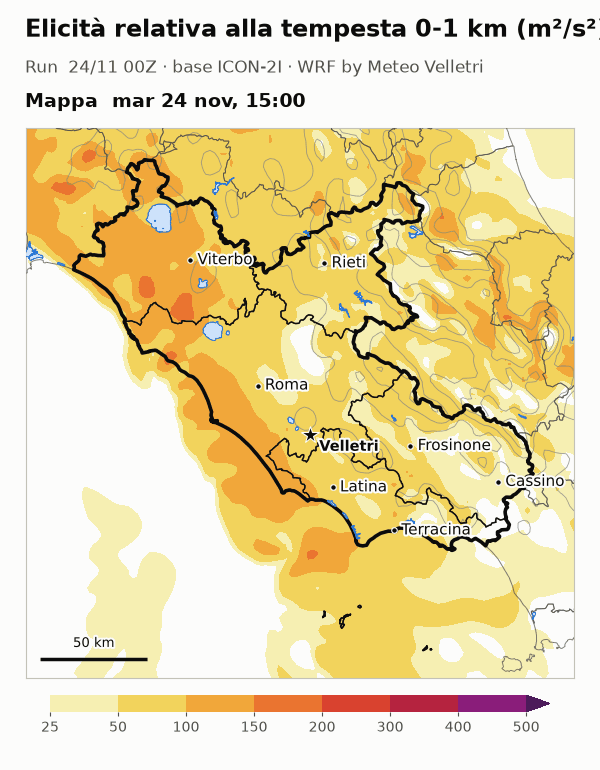 Elicità relativa alla tempesta 0-1 km (m²/s²)
Run  24/11 00Z · base ICON-2I · WRF by Meteo Velletri
Mappa  mar 24 nov, 15:00
Viterbo
Rieti
Roma
Velletri
Frosinone
Cassino
Latina
Terracina
50 km
25 50 100 150 200 300 400 500